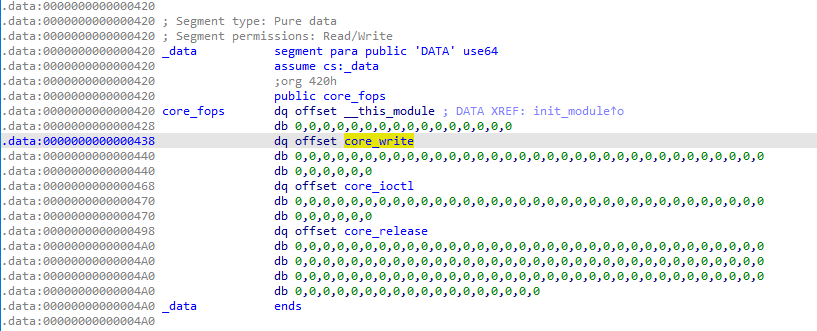 .data:0000000000000420
.data:0000000000000420 ; Segment type: Pure data
.data:0000000000000420 ; Segment permissions: Read/Write
.data:0000000000000420 _data segment para public 'DATA' use64
.data:0000000000000420 assume cs:_data
.data:0000000000000420 ;org 420h
.data:0000000000000420 public core_fops
.data:0000000000000420 core_fops dq offset __this_module ; DATA XREF: init_module↑o
.data:0000000000000428 db 0,0,0,0,0,0,0,0,0,0,0,0,0,0,0,0
.data:0000000000000438 dq offset core_write
.data:0000000000000440 db 0,0,0,0,0,0,0,0,0,0,0,0,0,0,0,0,0,0,0,0,0,0,0,0,0,0,0,0,0,0,0,0,0,0
.data:0000000000000440 db 0,0,0,0,0,0
.data:0000000000000468 dq offset core_ioctl
.data:0000000000000470 db 0,0,0,0,0,0,0,0,0,0,0,0,0,0,0,0,0,0,0,0,0,0,0,0,0,0,0,0,0,0,0,0,0,0
.data:0000000000000470 db 0,0,0,0,0,0
.data:0000000000000498 dq offset core_release
.data:00000000000004A0 db 0,0,0,0,0,0,0,0,0,0,0,0,0,0,0,0,0,0,0,0,0,0,0,0,0,0,0,0,0,0,0,0,0,0
.data:00000000000004A0 db 0,0,0,0,0,0,0,0,0,0,0,0,0,0,0,0,0,0,0,0,0,0,0,0,0,0,0,0,0,0,0,0,0,0
.data:00000000000004A0 db 0,0,0,0,0,0,0,0,0,0,0,0,0,0,0,0,0,0,0,0,0,0,0,0,0,0,0,0,0,0,0,0,0,0
.data:00000000000004A0 db 0,0,0,0,0,0,0,0,0,0,0,0,0,0,0,0,0,0
.data:00000000000004A0 _data ends
.data:00000000000004A0